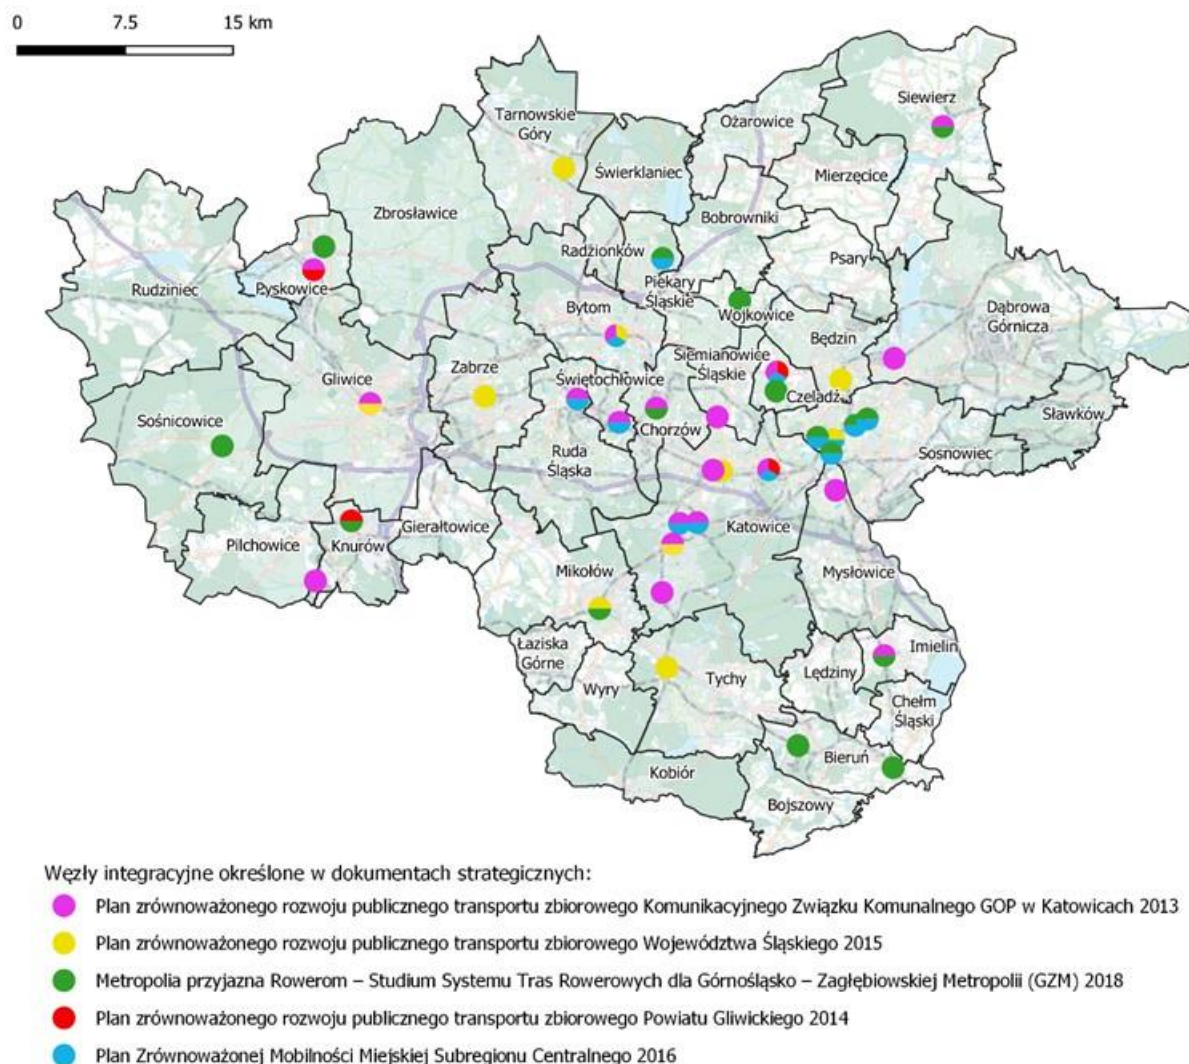 0 7.5 15 km
Siewierz
Tarnowskie
Góry
Ożarowice
Świerklaniec
Mierzęcice
Zbrosławice
Bobrowniki
Radzionków
Psary
Rudziniec
Pyskowice
Piekary
Śląskie
Dąbrowa
Górnicza
Bytom
Wojkowice
Będzin
Siemianowice
Śląskie
Zabrze
Gliwice
Świętochłowice
Czeladź
Sośnicowice
Sławków
Chorzów
Ruda
Śląska
Sosnowiec
Gierałtowice
Katowice
Pilchowice
Knurów
Mikołów
Mysłowice
Łaziska
Górne
Imielin
Lędziny
Wyry
Tychy
Chełm
Śląski
Bieruń
Kobiór
Bojszowy
Węzły integracyjne określone w dokumentach strategicznych:
Plan zrównoważonego rozwoju publicznego transportu zbiorowego Komunikacyjnego Związku Komunalnego GOP w Katowicach 2013
Plan zrównoważonego rozwoju publicznego transportu zbiorowego Województwa Śląskiego 2015
Metropolia przyjazna Rowerom – Studium Systemu Tras Rowerowych dla Górnośląsko – Zagłębiowskiej Metropolii (GZM) 2018
Plan zrównoważonego rozwoju publicznego transportu zbiorowego Powiatu Gliwickiego 2014
Plan Zrównoważonej Mobilności Miejskiej Subregionu Centralnego 2016